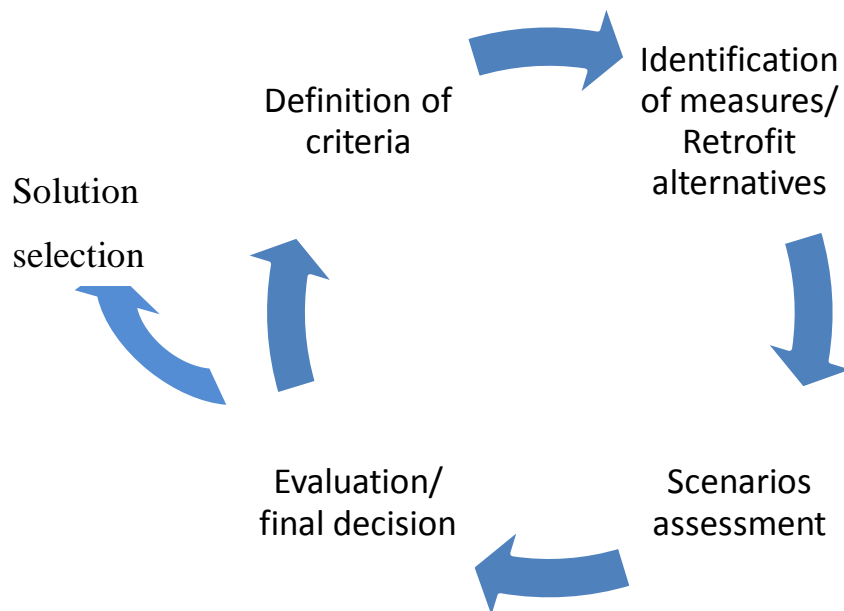 Definition of
criteria
Identification
of measures/
Retrofit
alternatives
Scenarios
assessment
Evaluation/
final decision
Solution
selection